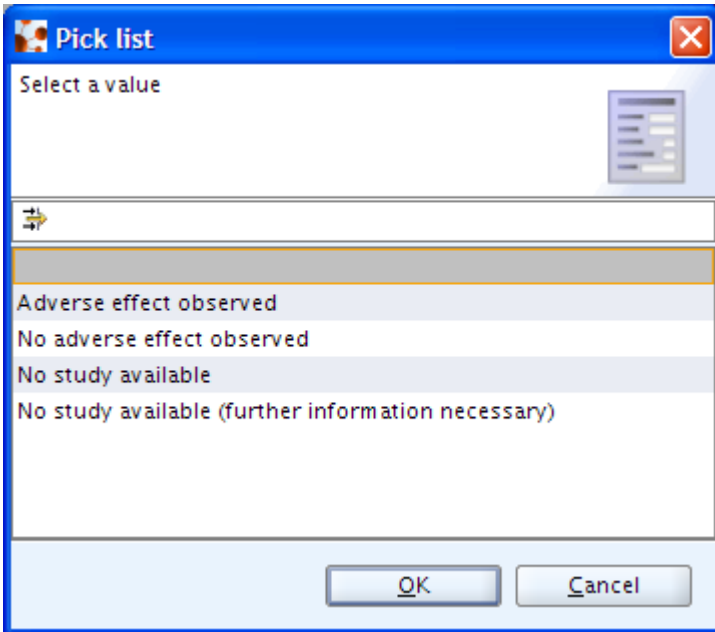 Pick list
Select a value
Adverse effect observed
No adverse effect observed
No study available
No study available (further information necessary)
OK
Cancel